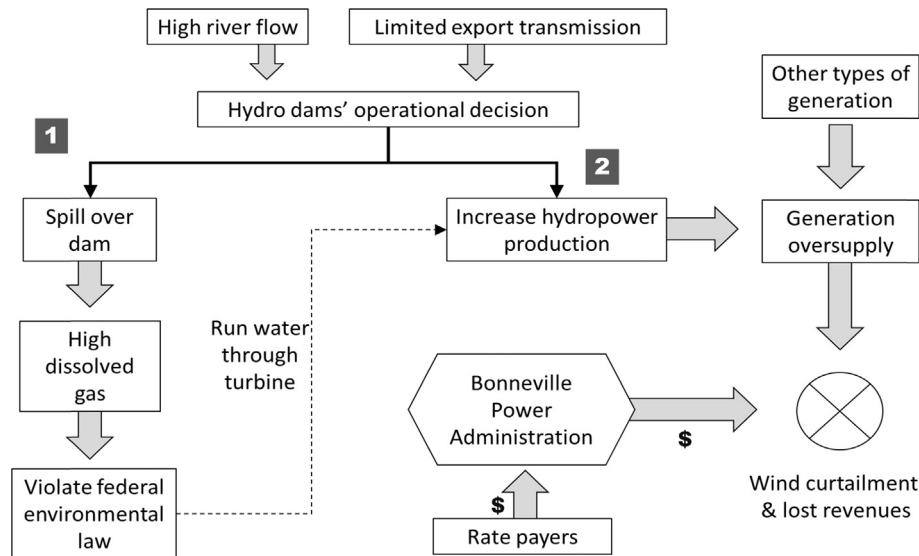 High river flow
Limited export transmission
Hydro dams' operational decision
Other types of
generation
1
2
Spill over
dam
Increase hydropower
production
Generation
oversupply
High
dissolved
gas
Run water
through
turbine
Bonneville
Power
Administration
$
Violate federal
environmental
law
$
Rate payers
Wind curtailment
& lost revenues